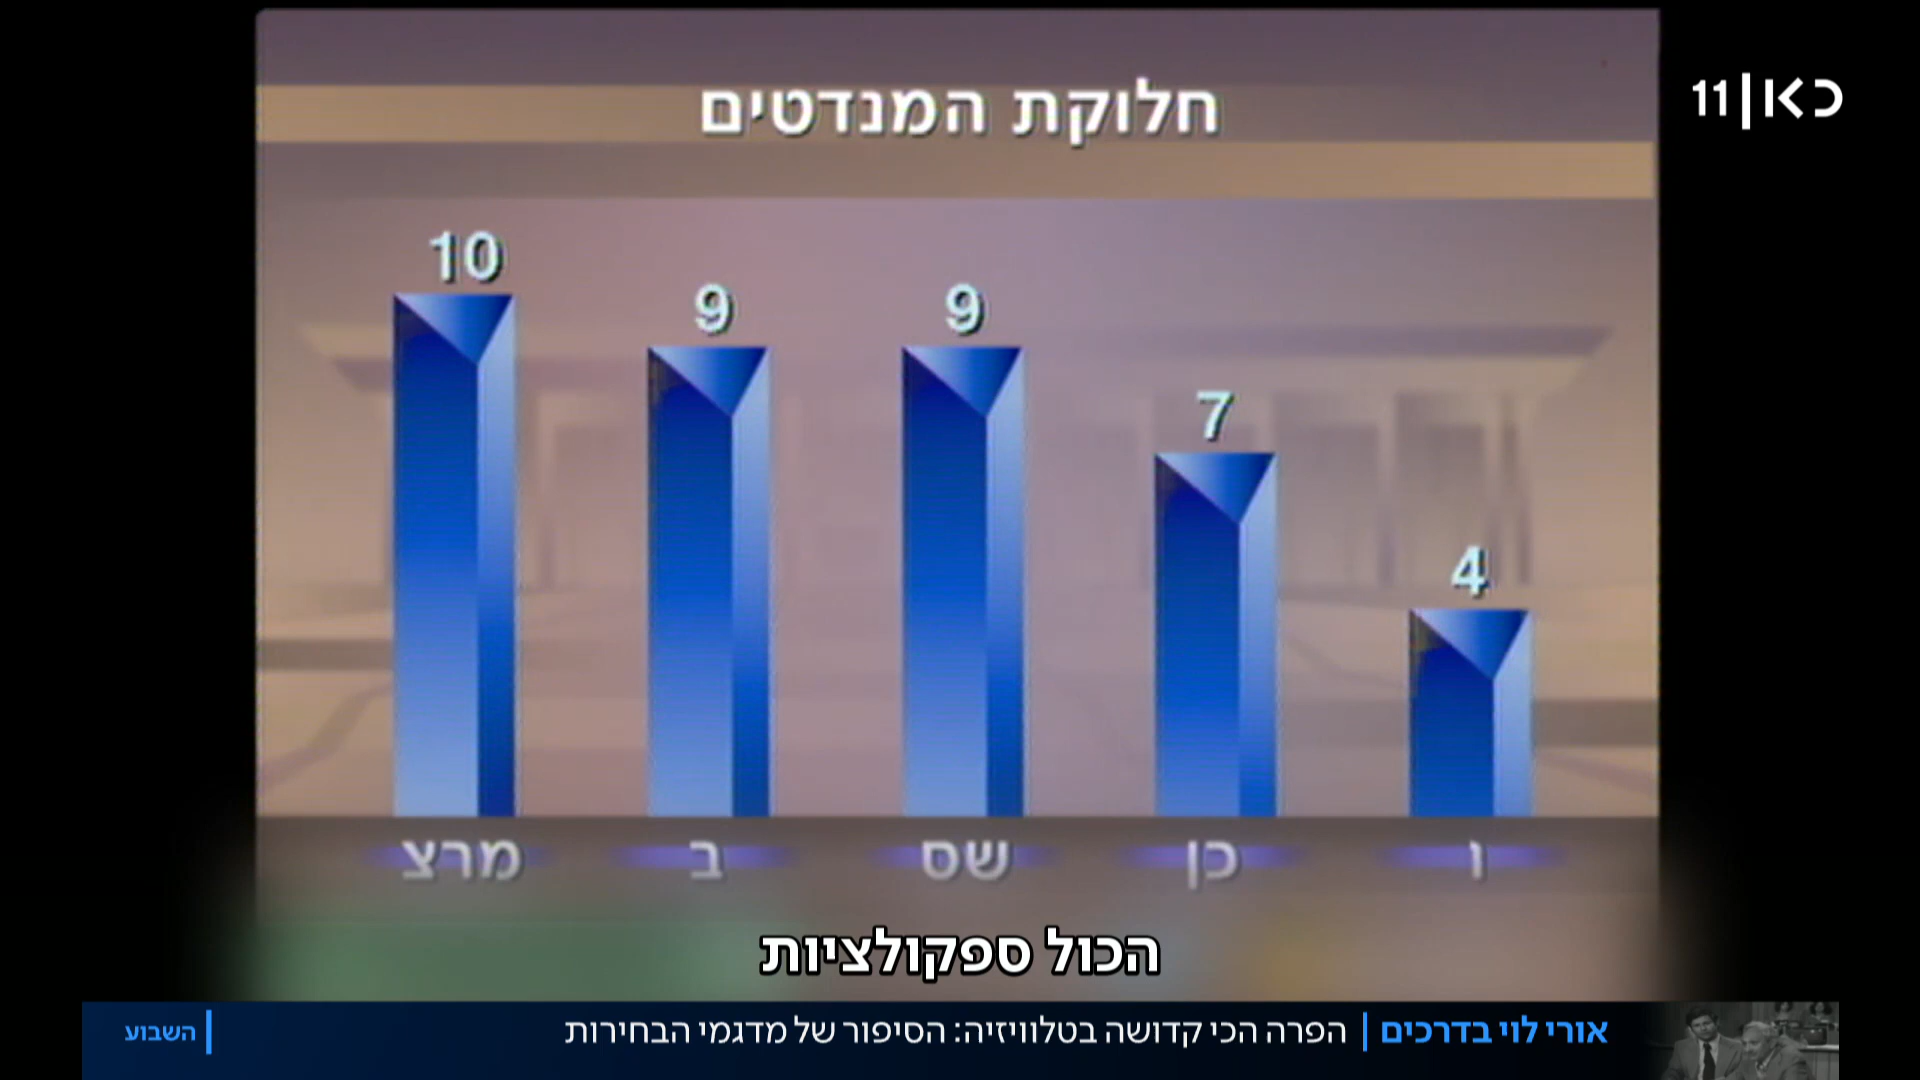 כאן 11
חלוקת המנדטים
10
9
9
7
4
מרצ
ב
שס
כן
ו
הכול ספקולציות
אורי לוי בדרכים | הפרה הכי קדושה בטלוויזיה: הסיפור של מדגמי הבחירות
השבוע